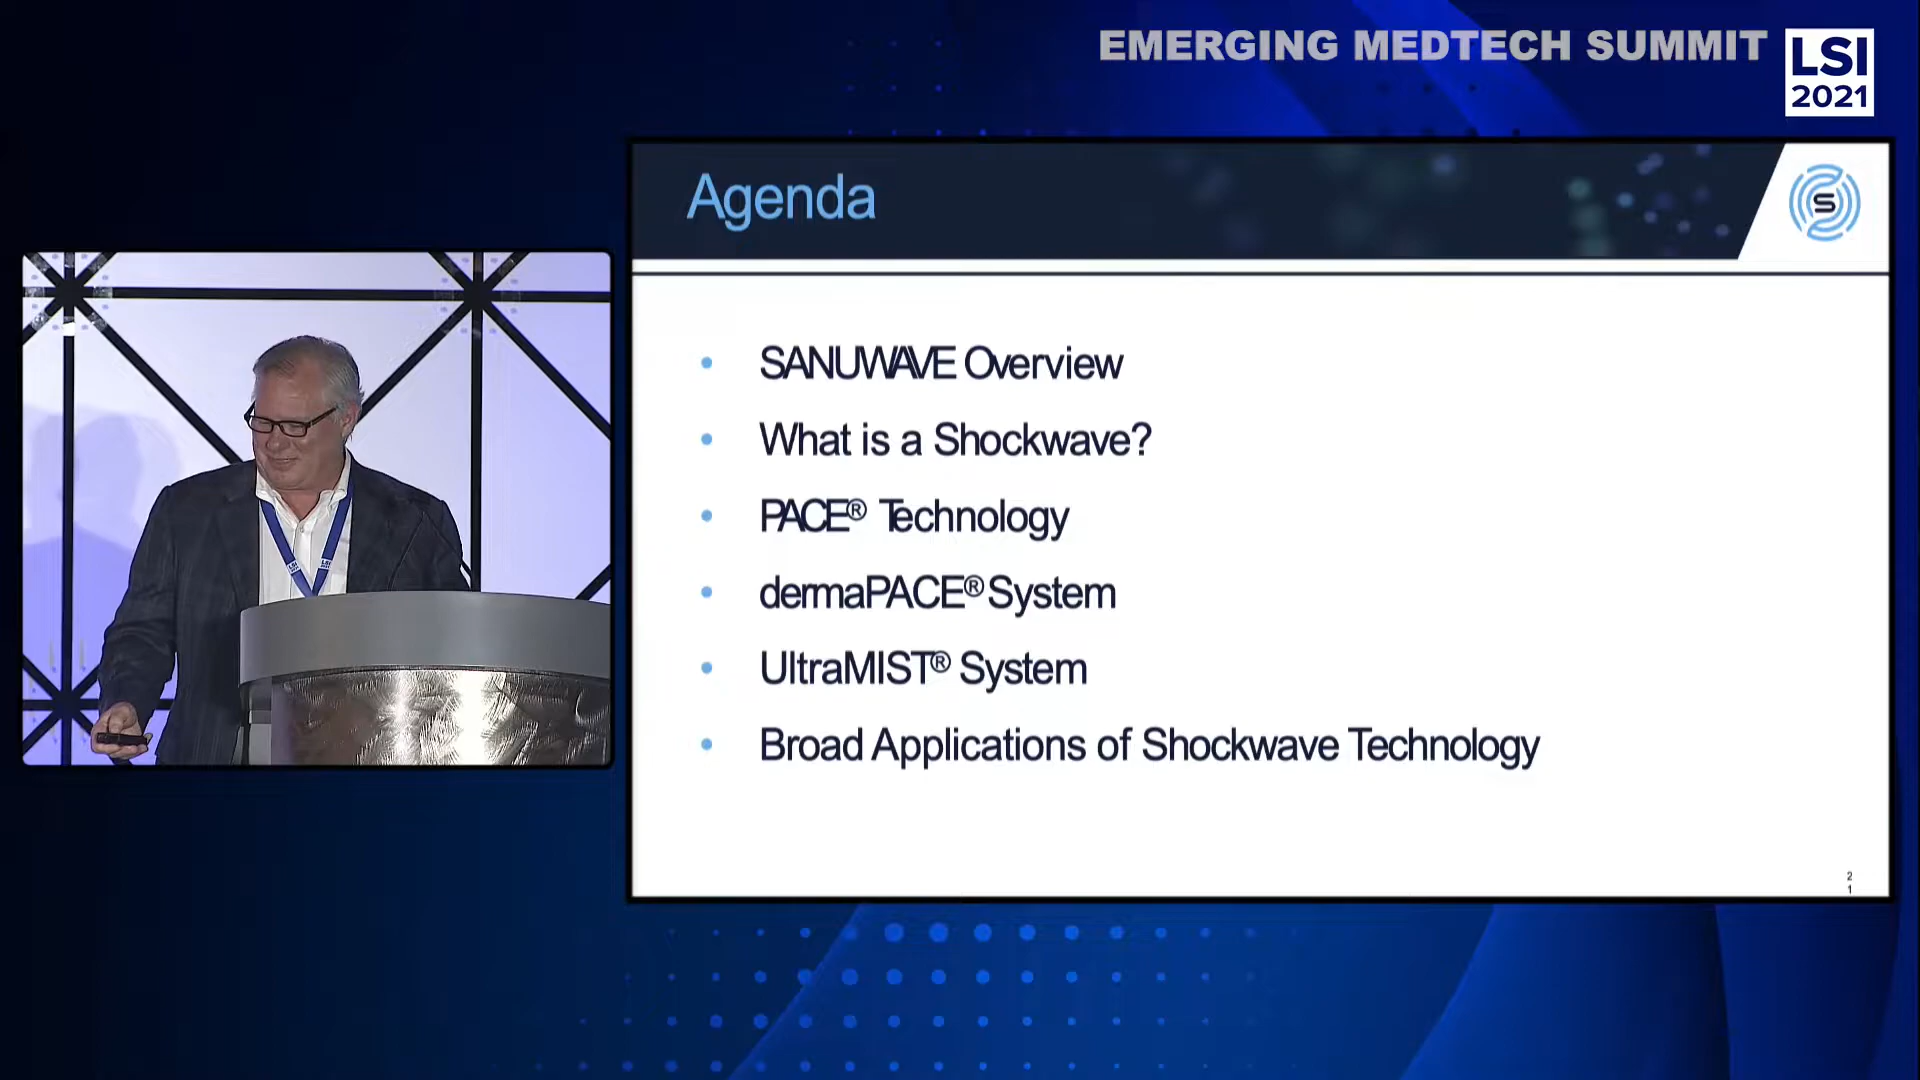 EMERGING MEDTECH SUMMIT
LSI
2021
Agenda
S
SANUWAVE Overview
What is a Shockwave?
PACE® Technology
dermaPACE® System
UltraMIST® System
Broad Applications of Shockwave Technology
2
1